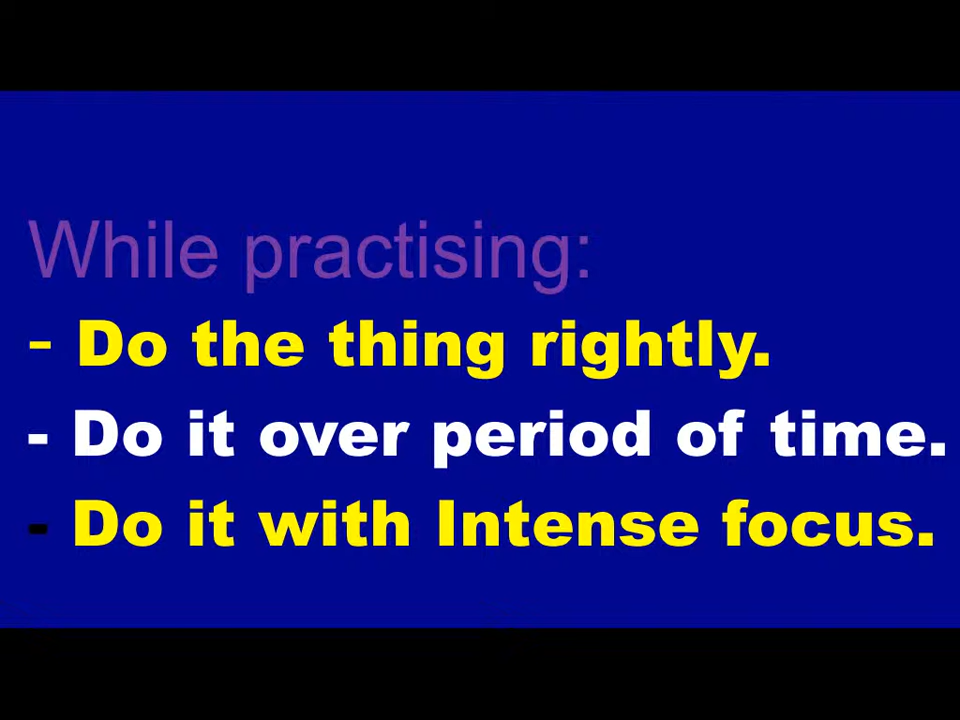 While practising:
- Do the thing rightly.
- Do it over period of time.
- Do it with Intense focus.